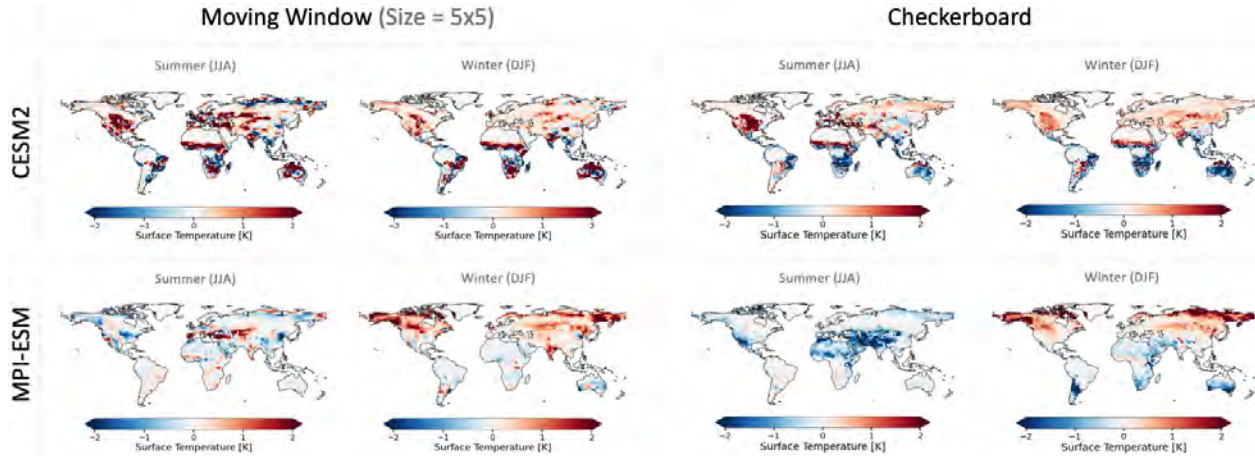 Moving Window (Size = 5x5)
Checkerboard
CESM2
Summer (JJA)
Winter (DJF)
Summer (JJA)
Winter (DJF)
−2 −1 0 1 2
−2 −1 0 1 2
−2 −1 0 1 2
−2 −1 0 1 2
Surface Temperature [K]
Surface Temperature [K]
Surface Temperature [K]
Surface Temperature [K]
MPI-ESM
Summer (JJA)
Winter (DJF)
Summer (JJA)
Winter (DJF)
−2 −1 0 1 2
−2 −1 0 1 2
−2 −1 0 1 2
−2 −1 0 1 2
Surface Temperature [K]
Surface Temperature [K]
Surface Temperature [K]
Surface Temperature [K]